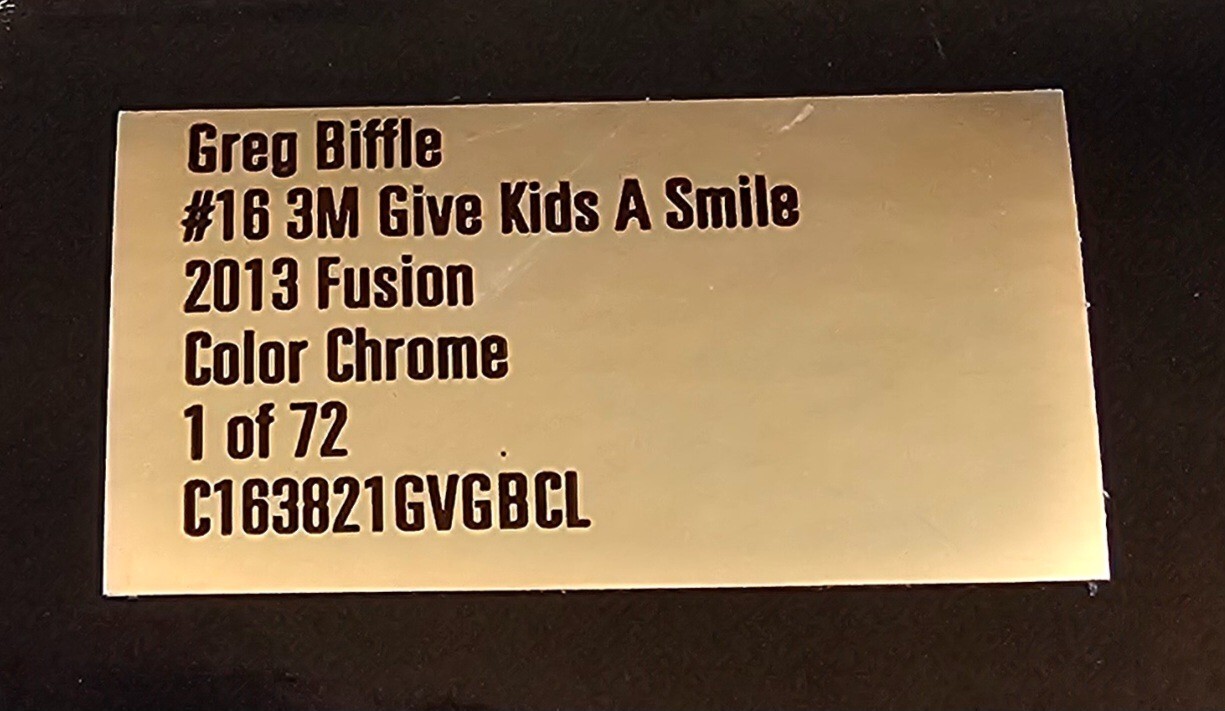 Greg Biffle
#16 3M Give Kids A Smile
2013 Fusion
Color Chrome
1 of 72
C163821GVGBCL